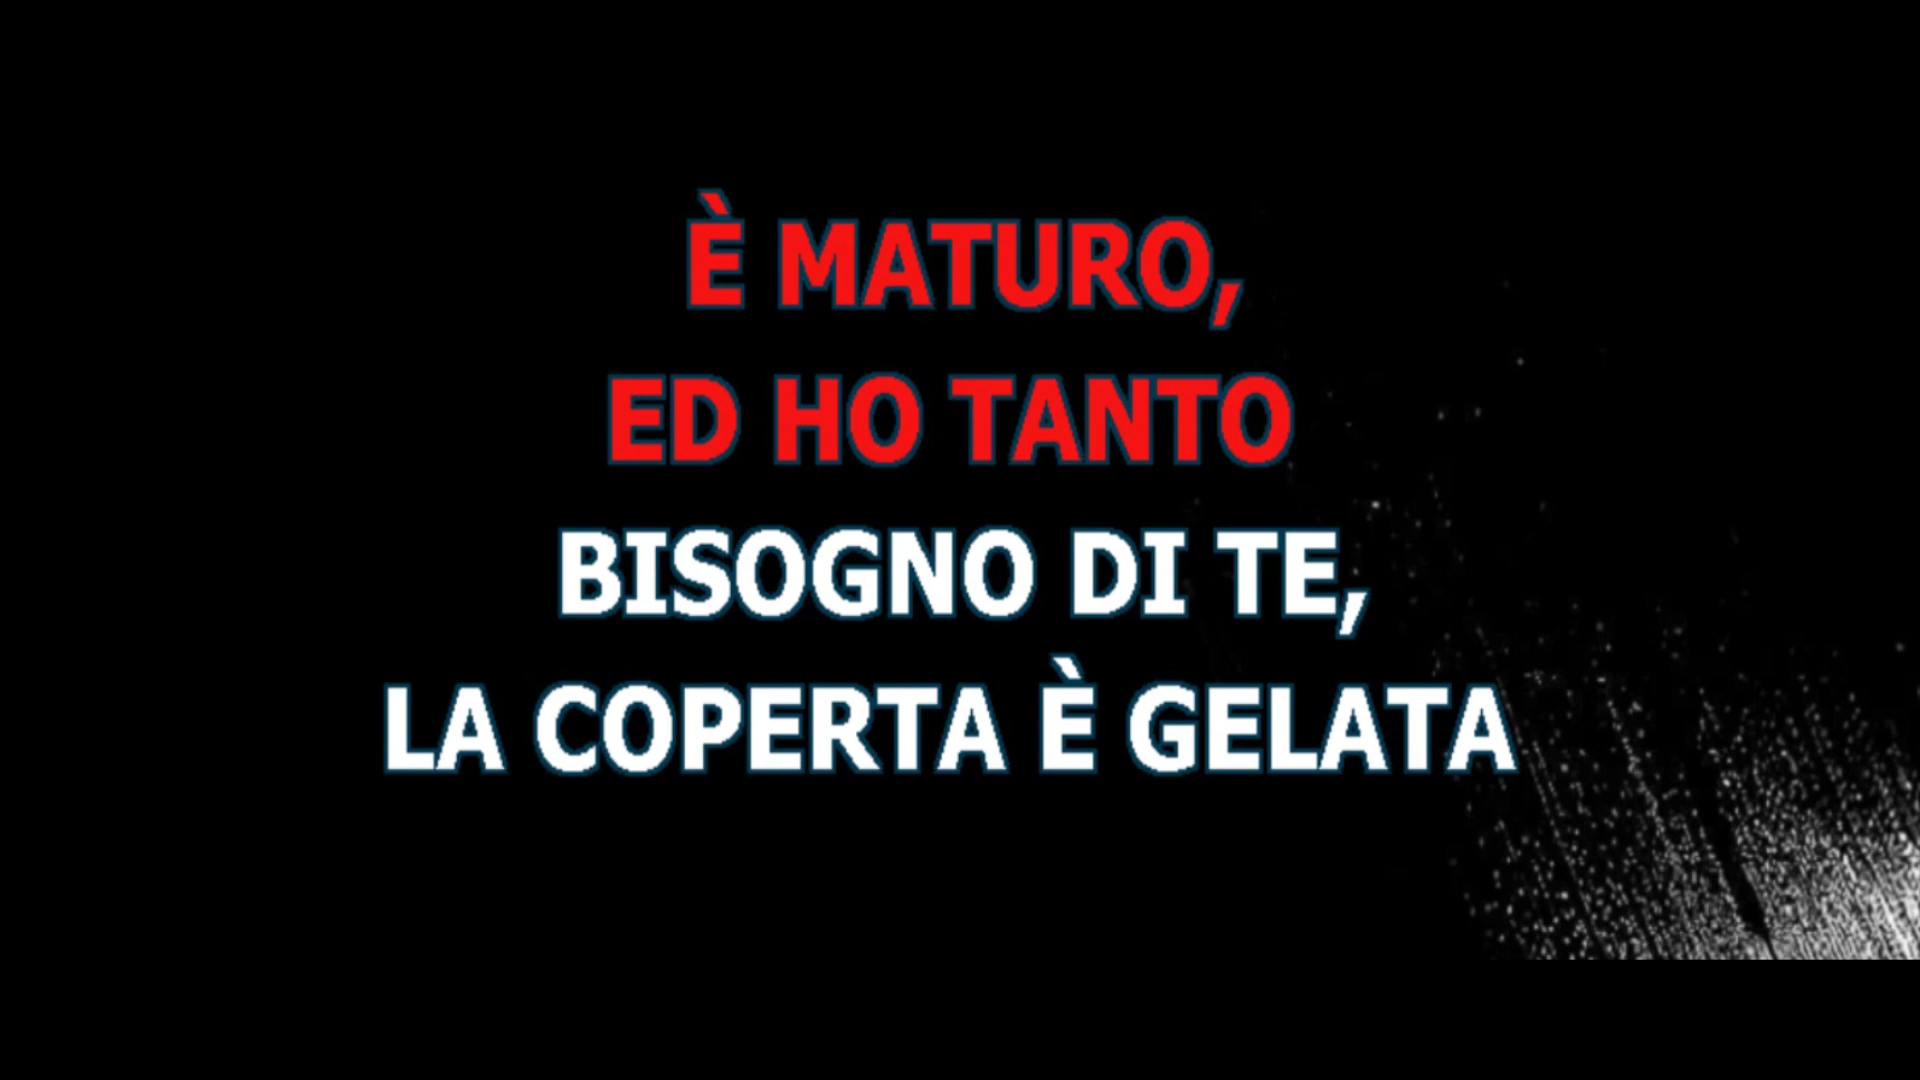 È MATURO,
ED HO TANTO
BISOGNO DI TE,
LA COPERTA È GELATA